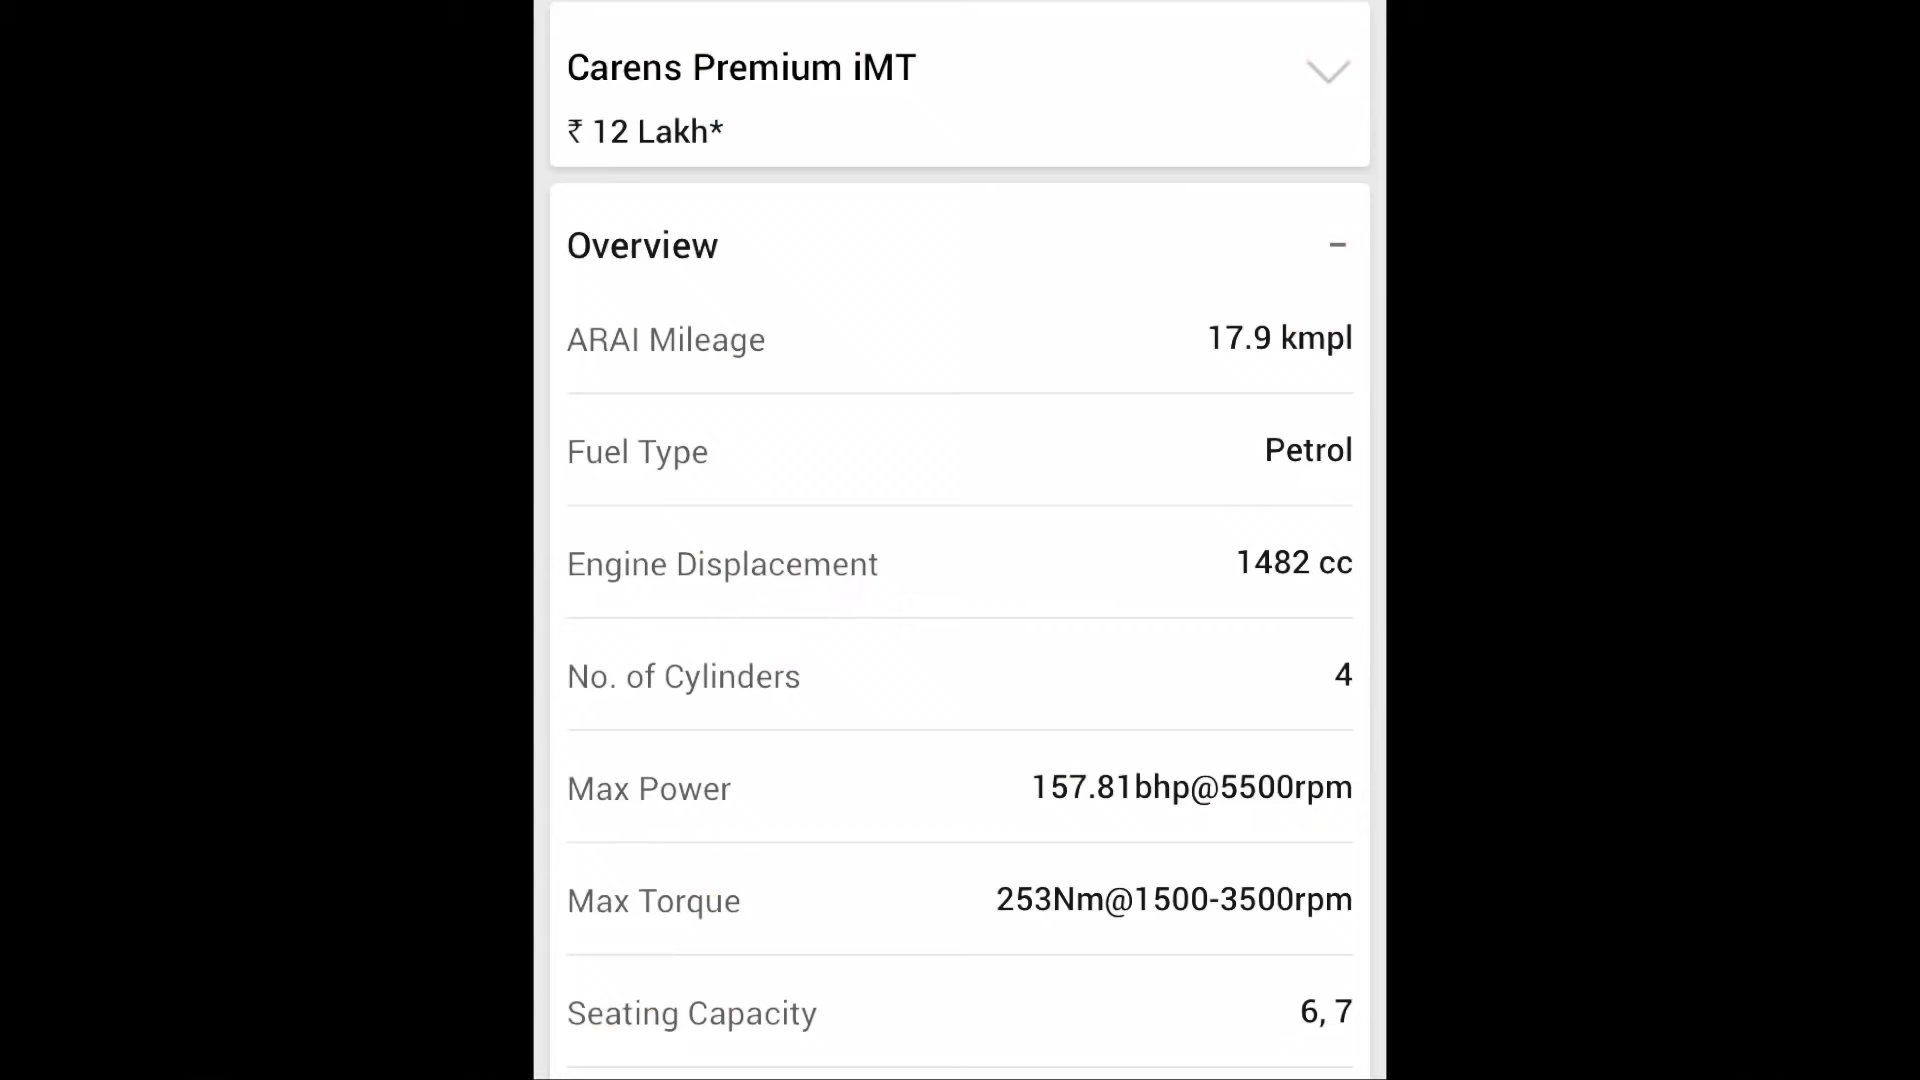 Carens Premium iMT
₹ 12 Lakh*
Overview
ARAI Mileage 17.9 kmpl
Fuel Type Petrol
Engine Displacement 1482 cc
No. of Cylinders 4
Max Power 157.81bhp@5500rpm
Max Torque 253Nm@1500-3500rpm
Seating Capacity 6, 7